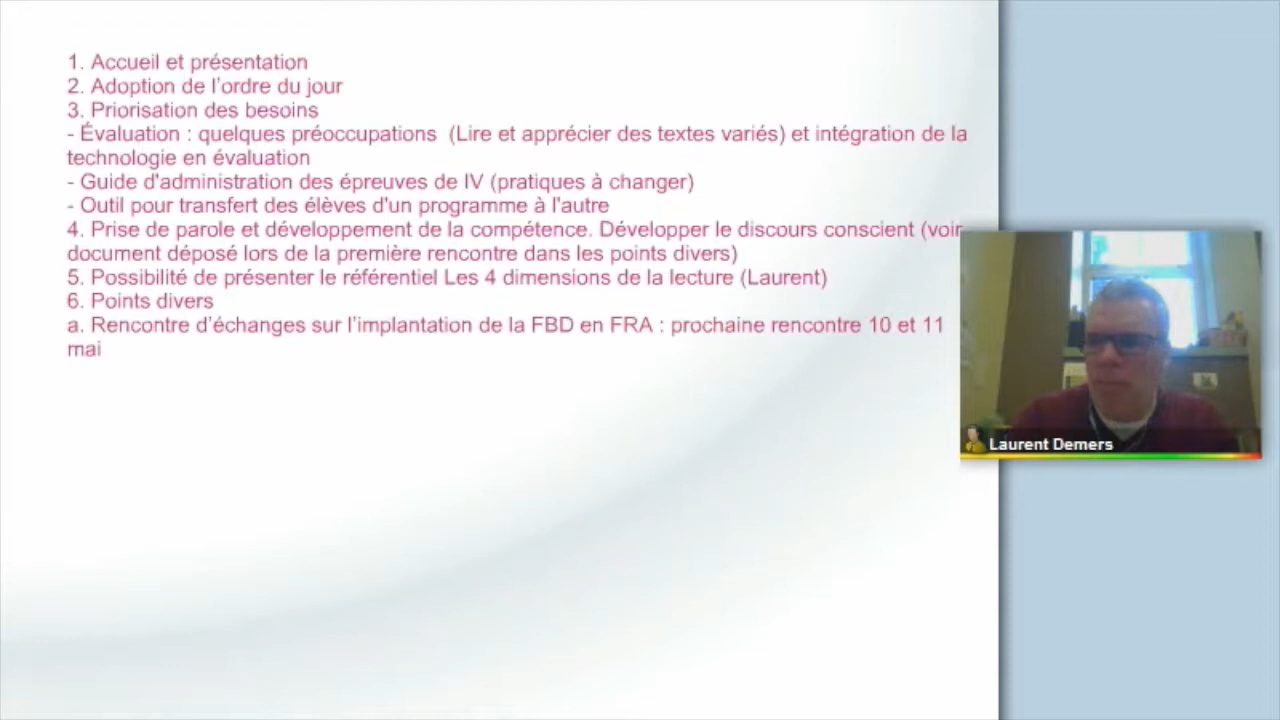 1. Accueil et présentation
2. Adoption de l’ordre du jour
3. Priorisation des besoins
- Évaluation : quelques préoccupations  (Lire et apprécier des textes variés) et intégration de la
technologie en évaluation
- Guide d'administration des épreuves de IV (pratiques à changer)
- Outil pour transfert des élèves d'un programme à l'autre
4. Prise de parole et développement de la compétence. Développer le discours conscient (voir
document déposé lors de la première rencontre dans les points divers)
5. Possibilité de présenter le référentiel Les 4 dimensions de la lecture (Laurent)
6. Points divers
a. Rencontre d’échanges sur l’implantation de la FBD en FRA : prochaine rencontre 10 et 11
mai
Laurent Demers